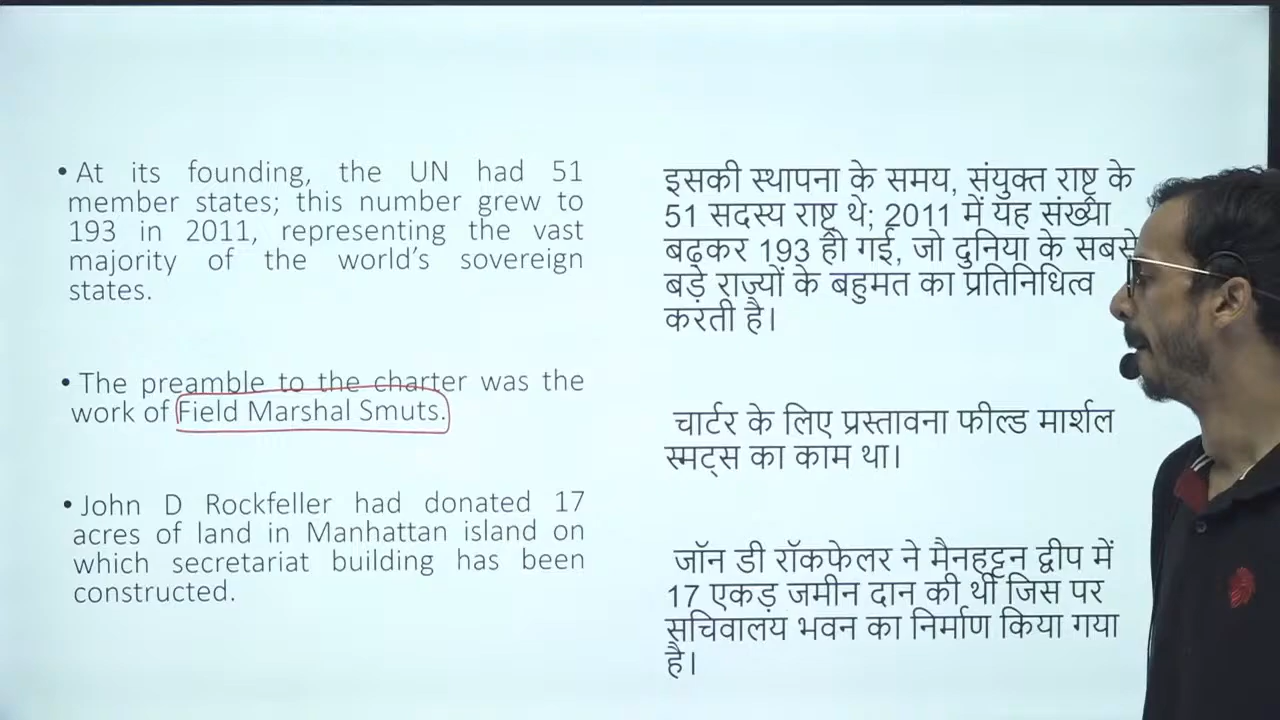 • At its founding, the UN had 51
member states; this number grew to
193 in 2011, representing the vast
majority of the world’s sovereign
states.
• The preamble to the charter was the
work of Field Marshal Smuts.
• John D Rockfeller had donated 17
acres of land in Manhattan island on
which secretariat building has been
constructed.
इसकी स्थापना के समय, संयुक्त राष्ट्र के
51 सदस्य राष्ट्र थे; 2011 में यह संख्या
बढ़कर 193 हो गई, जो दुनिया के सबसे
बड़े राज्यों के बहुमत का प्रतिनिधित्व
करती है।
चार्टर के लिए प्रस्तावना फील्ड मार्शल
स्मट्स का काम था।
जॉन डी रॉकफेलर ने मैनहट्टन द्वीप में
17 एकड़ जमीन दान की थी जिस पर
सचिवालय भवन का निर्माण किया गया
है।